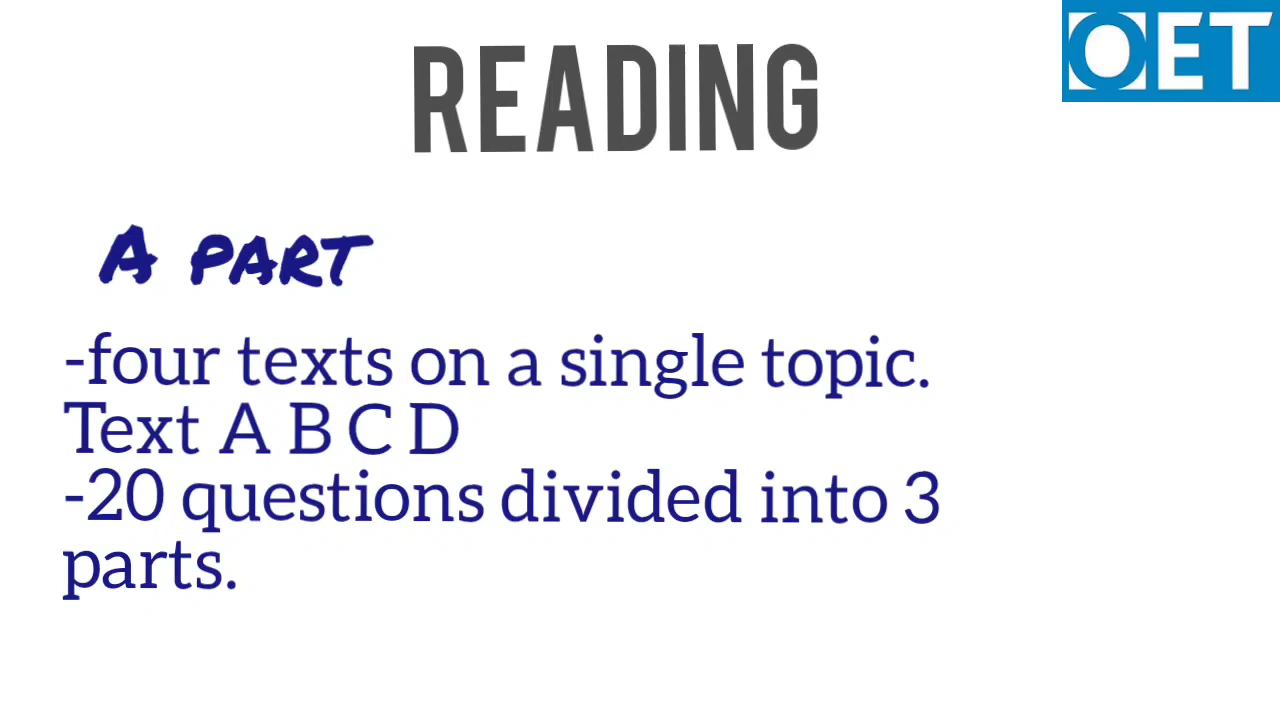 OET
READING
A PART
-four texts on a single topic.
Text A B C D
-20 questions divided into 3
parts.